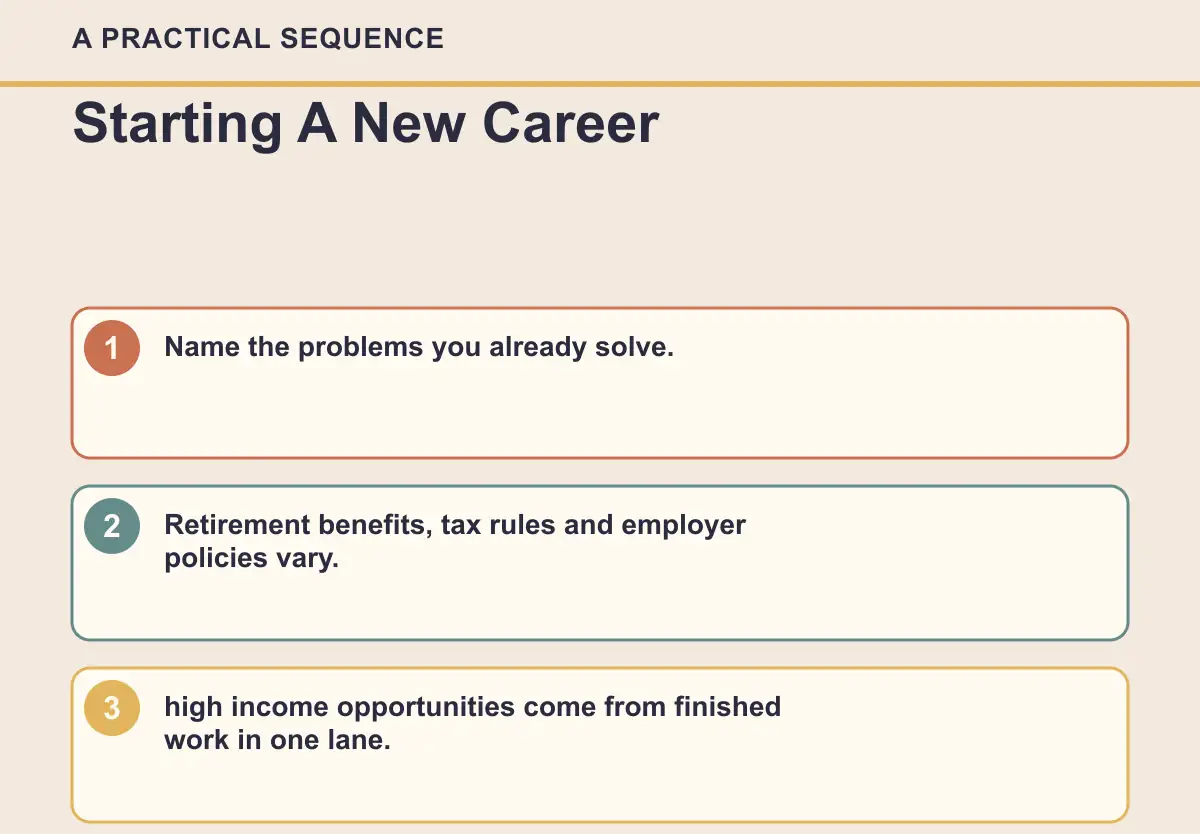 A PRACTICAL SEQUENCE
Starting A New Career
1
Name the problems you already solve.
2
Retirement benefits, tax rules and employer
policies vary.
3
high income opportunities come from finished
work in one lane.